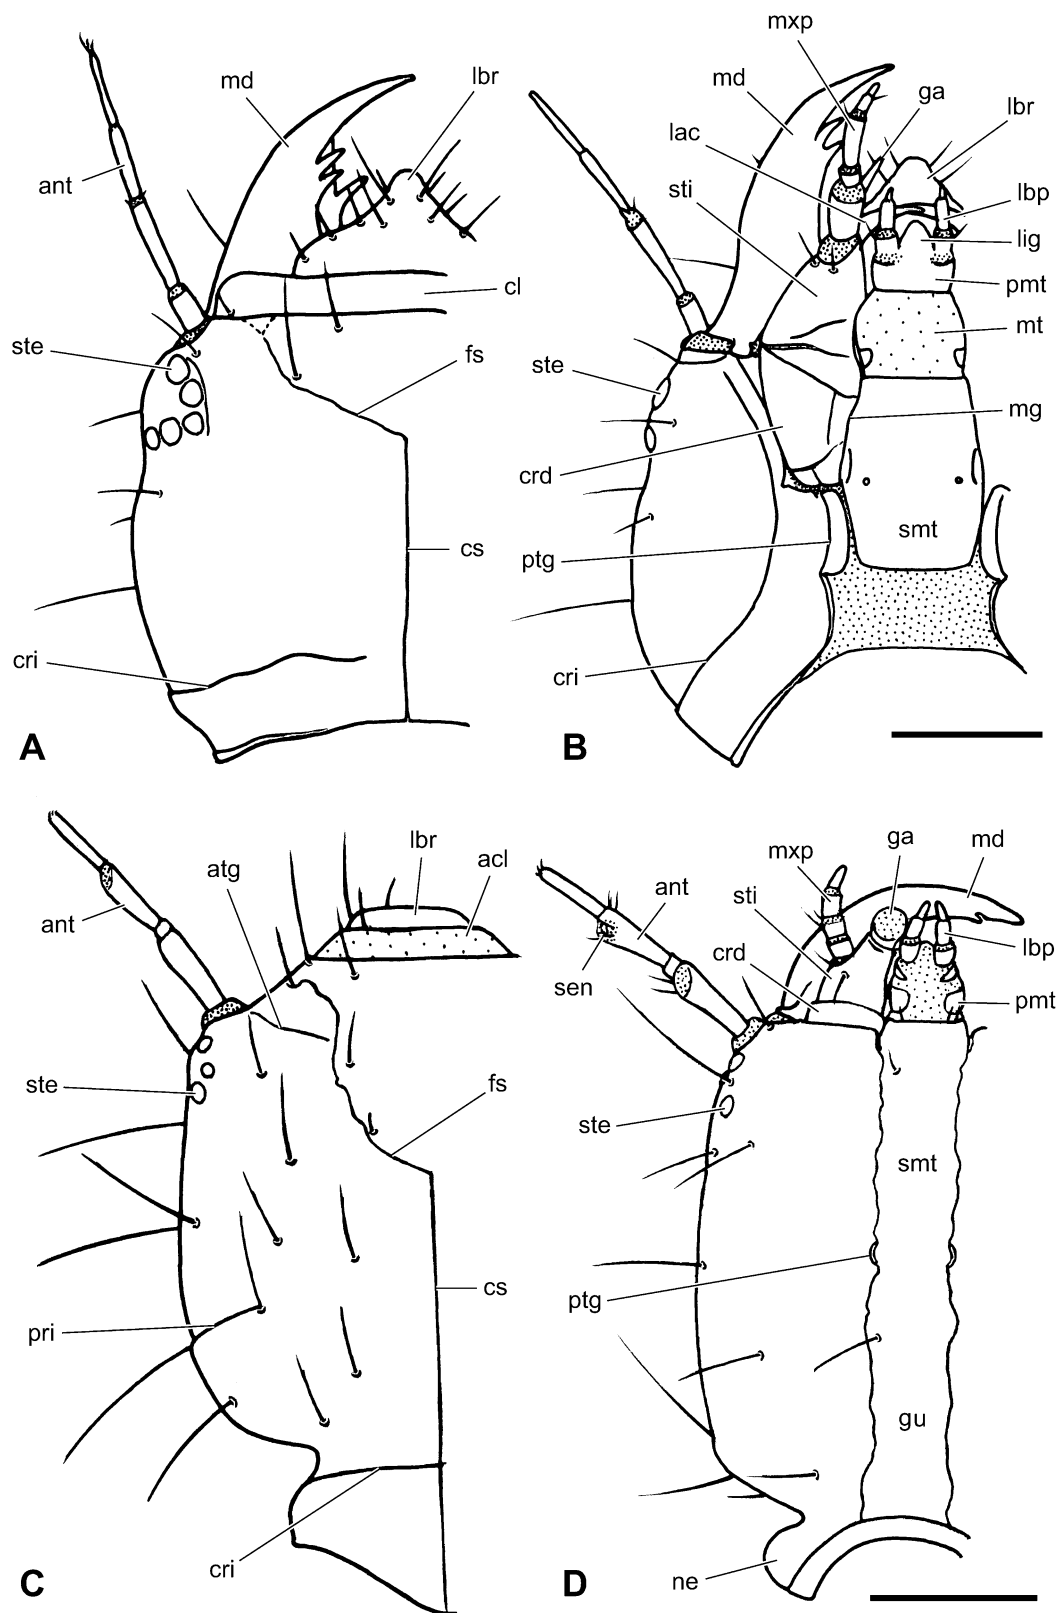 md
lbr
ant
cl
ste
fs
cs
cri
A
mxp
md
ga
lac
lbr
sti
lbp
lig
pmt
mt
ste
mg
crd
smt
ptg
cri
B
lbr
atg
acl
ant
ste
fs
cs
pri
cri
C
ga
mxp
md
ant
sti
crd
lbp
sen
pmt
ste
smt
ptg
gu
ne
D